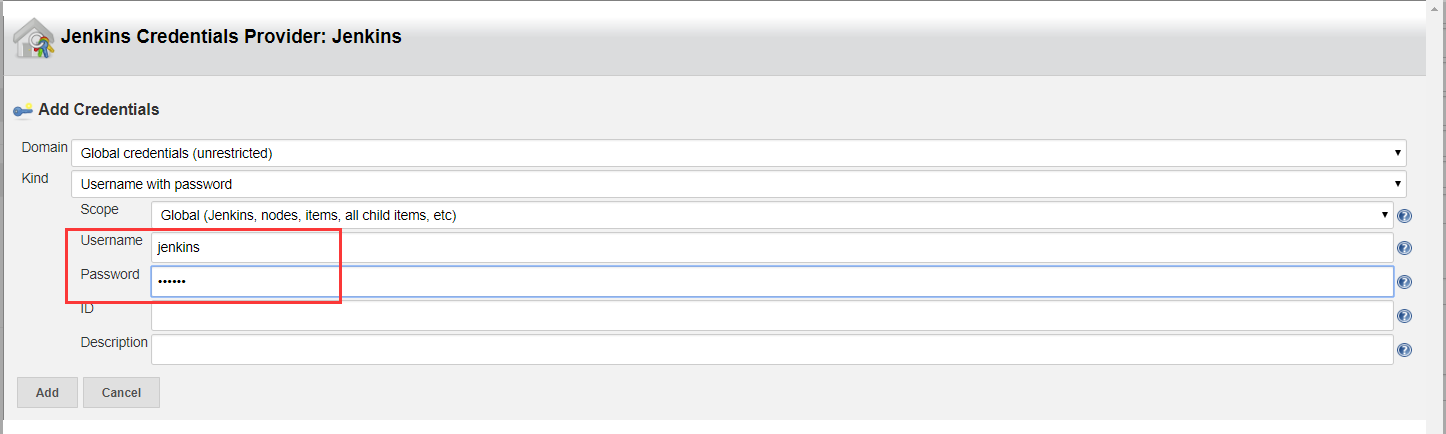 Jenkins Credentials Provider: Jenkins
Add Credentials
Domain Global credentials (unrestricted)
Kind Username with password
Scope Global (Jenkins, nodes, items, all child items, etc)
Username jenkins
Password ••••••
ID
Description
Add Cancel